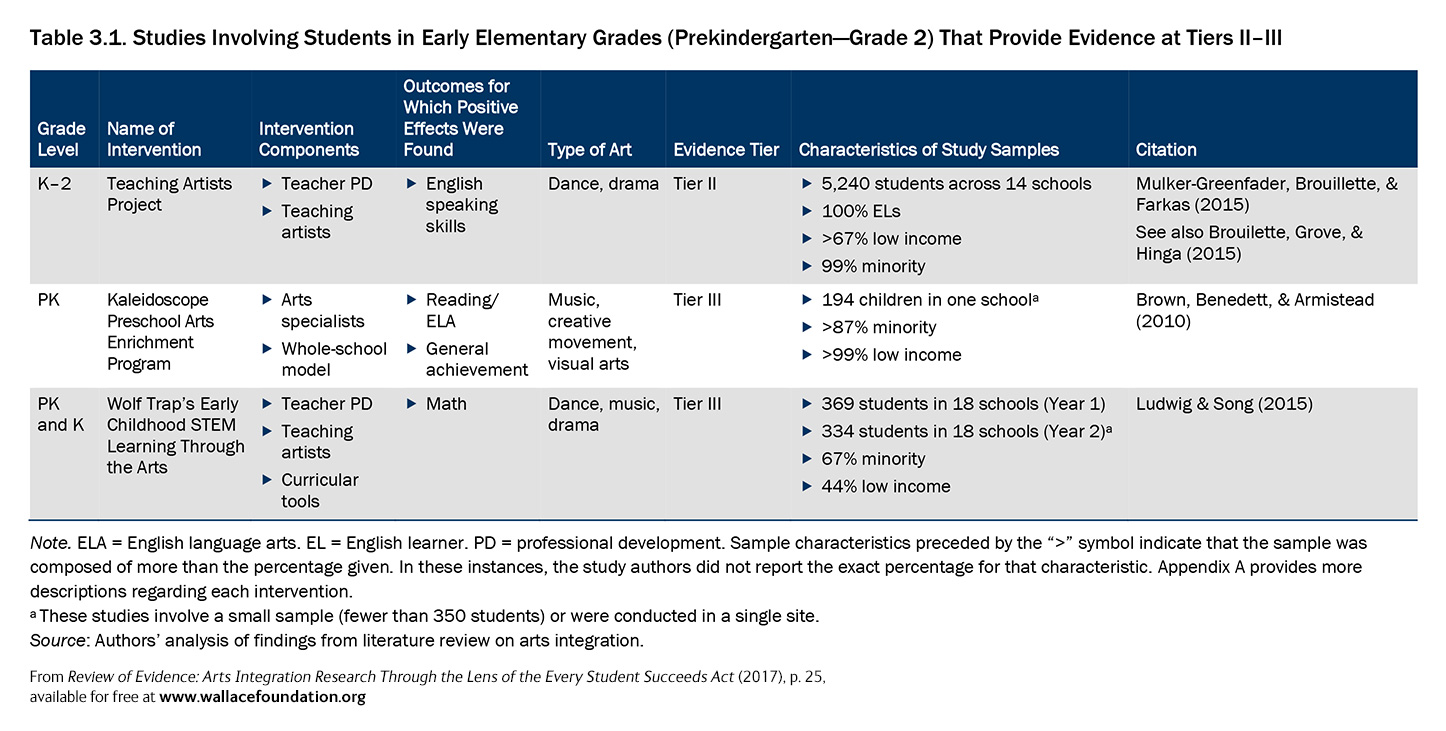 Table 3.1. Studies Involving Students in Early Elementary Grades (Prekindergarten—Grade 2) That Provide Evidence at Tiers II–III
Grade
Level
Name of
Intervention
Intervention
Components
Outcomes for
Which Positive
Effects Were
Found
Type of Art
Evidence Tier
Characteristics of Study Samples
Citation
K–2
Teaching Artists
Project
▶ Teacher PD
▶ Teaching
artists
▶ English
speaking
skills
Dance, drama
Tier II
▶ 5,240 students across 14 schools
▶ 100% ELs
▶ >67% low income
▶ 99% minority
Mulker-Greenfader, Brouillette, &
Farkas (2015)
See also Brouilette, Grove, &
Hinga (2015)
PK
Kaleidoscope
Preschool Arts
Enrichment
Program
▶ Arts
specialists
▶ Whole-school
model
▶ Reading/
ELA
▶ General
achievement
Music,
creative
movement,
visual arts
Tier III
▶ 194 children in one schoolᵃ
▶ >87% minority
▶ >99% low income
Brown, Benedett, & Armistead
(2010)
PK
and K
Wolf Trap’s Early
Childhood STEM
Learning Through
the Arts
▶ Teacher PD
▶ Teaching
artists
▶ Curricular
tools
▶ Math
Dance, music,
drama
Tier III
▶ 369 students in 18 schools (Year 1)
▶ 334 students in 18 schools (Year 2)ᵃ
▶ 67% minority
▶ 44% low income
Ludwig & Song (2015)
Note. ELA = English language arts. EL = English learner. PD = professional development. Sample characteristics preceded by the “>” symbol indicate that the sample was
composed of more than the percentage given. In these instances, the study authors did not report the exact percentage for that characteristic. Appendix A provides more
descriptions regarding each intervention.
ᵃ These studies involve a small sample (fewer than 350 students) or were conducted in a single site.
Source: Authors’ analysis of findings from literature review on arts integration.
From Review of Evidence: Arts Integration Research Through the Lens of the Every Student Succeeds Act (2017), p. 25,
available for free at www.wallacefoundation.org